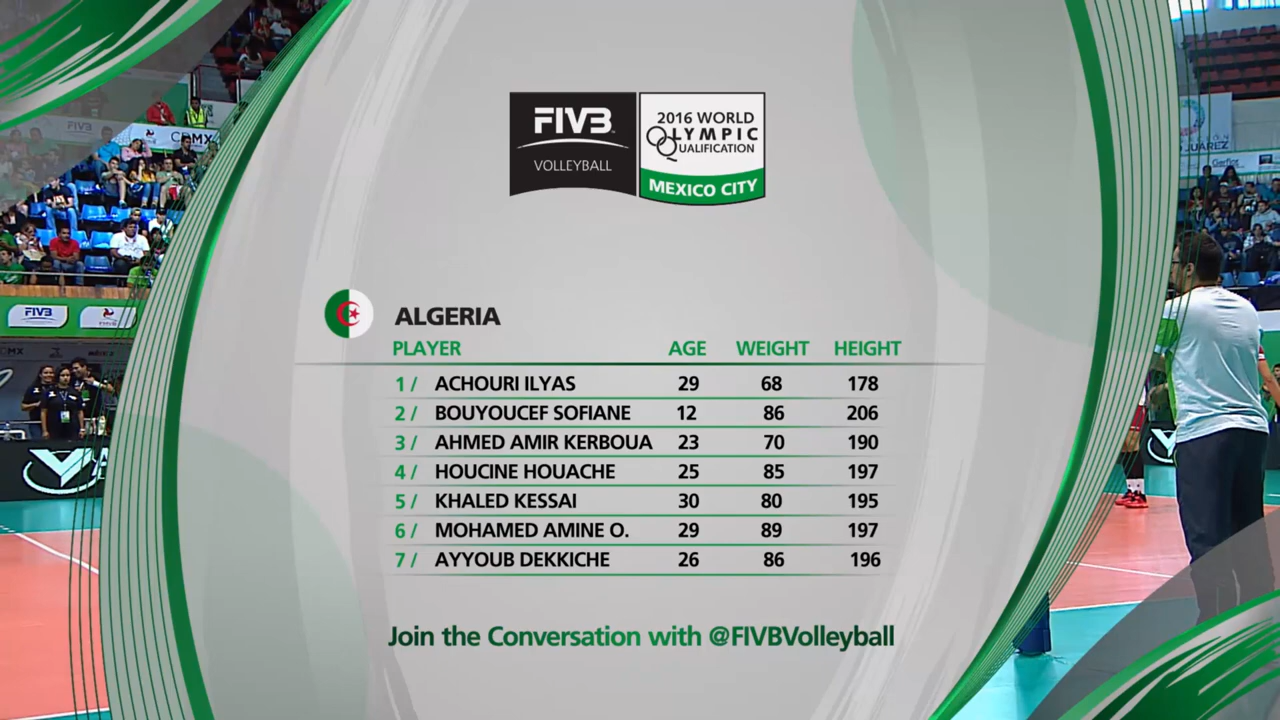 FIVB
VOLLEYBALL
2016 WORLD
OLYMPIC
QUALIFICATION
MEXICO CITY
FIVB
CDMX
JUÁREZ
Gerflor
FIVB
ALGERIA
PLAYER AGE WEIGHT HEIGHT
1 / ACHOURI ILYAS 29 68 178
2 / BOUYOUCEF SOFIANE 12 86 206
3 / AHMED AMIR KERBOUA 23 70 190
4 / HOUCINE HOUACHE 25 85 197
5 / KHALED KESSAI 30 80 195
6 / MOHAMED AMINE O. 29 89 197
7 / AYYOUB DEKKICHE 26 86 196
Join the Conversation with @FIVBVolleyball